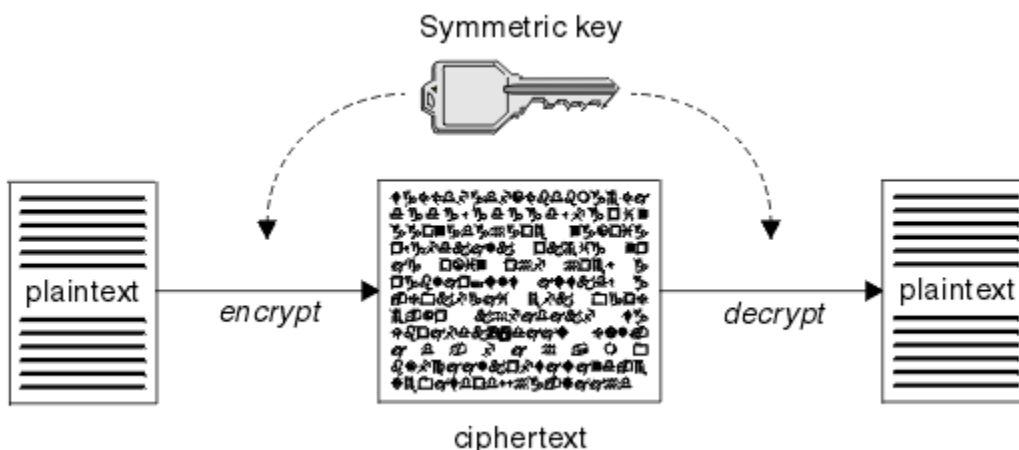 Symmetric key
plaintext
encrypt
decrypt
plaintext
ciphertext